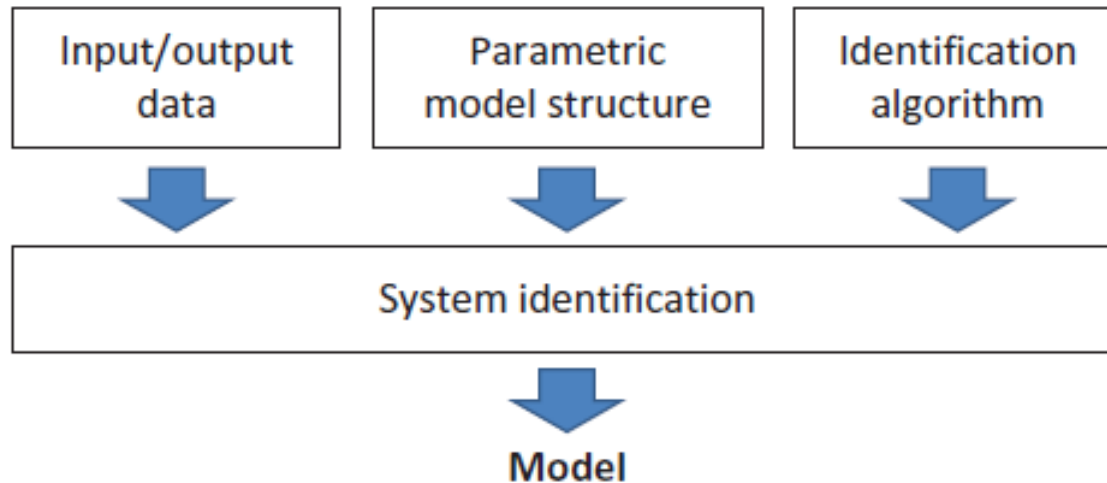 Input/output
data
Parametric
model structure
Identification
algorithm
System identification
Model